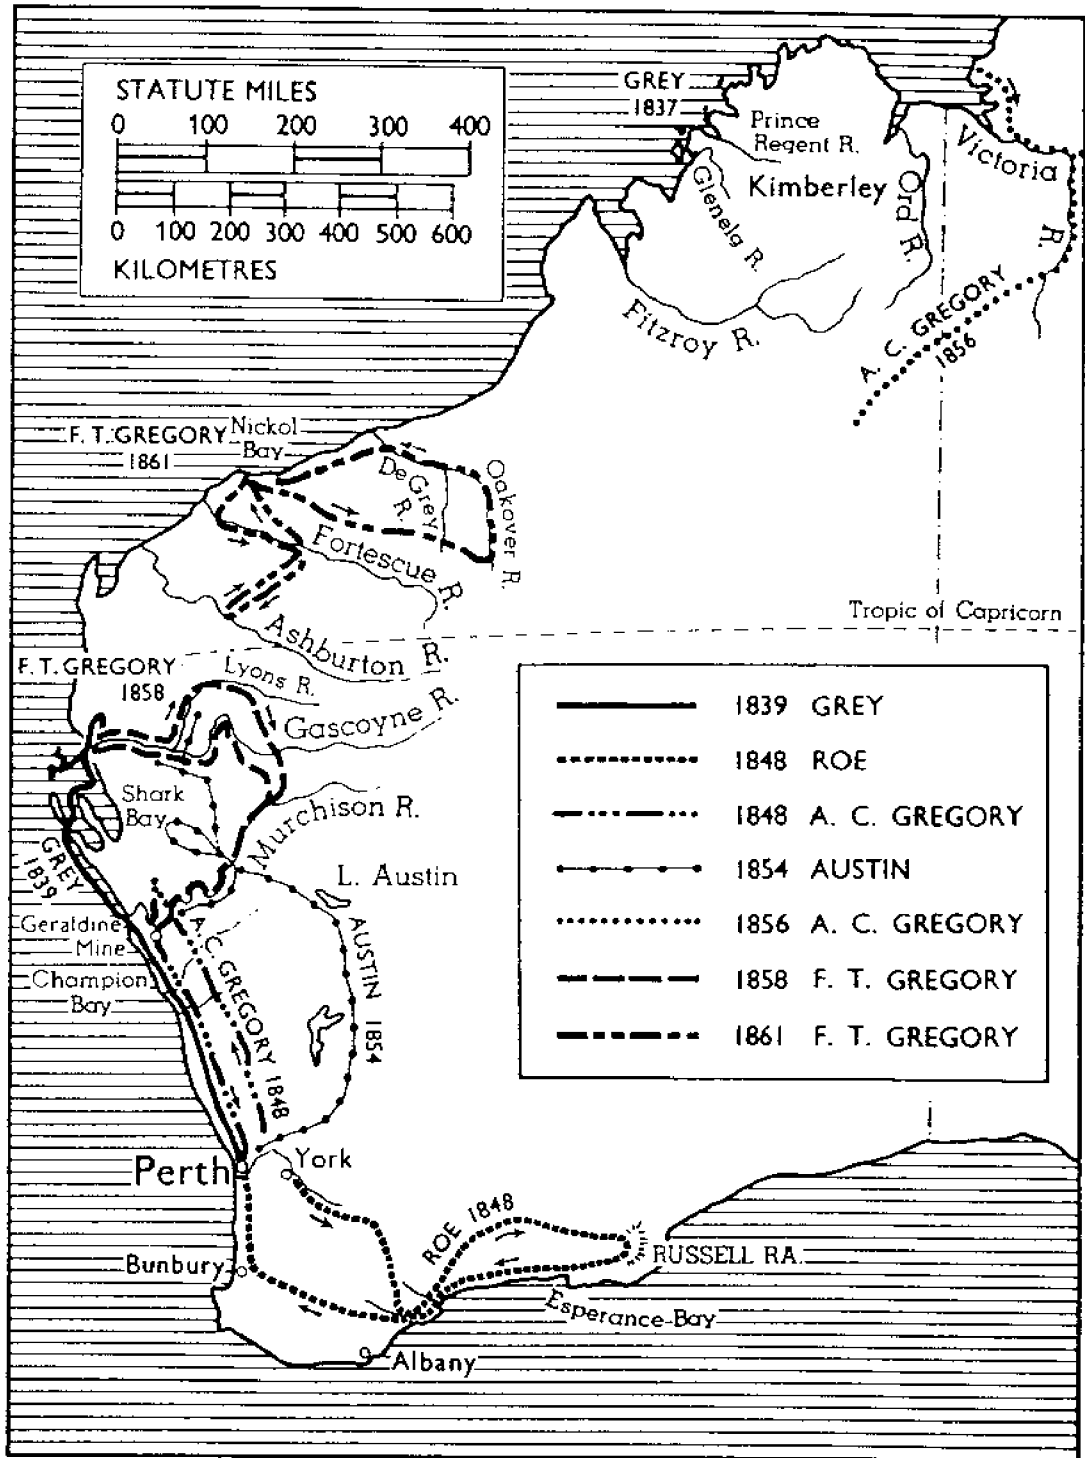 STATUTE MILES
0 100 200 300 400
0 100 200 300 400 500 600
KILOMETRES
GREY
1837
Prince
Regent R.
Kimberley
Glenelg R.
Ord R.
Victoria
R.
Fitzroy R.
A. C. GREGORY
1856
F. T. GREGORY
1861
Nickol
Bay
De Grey
R.
Oakover R.
Fortescue R.
Ashburton R.
Tropic of Capricorn
F. T. GREGORY
1858
Lyons R.
Gascoyne R.
Shark
Bay
Murchison R.
GREY
1839
L. Austin
Geraldine
Mine
Champion
Bay
A. C. GREGORY 1848
AUSTIN 1854
1839 GREY
1848 ROE
1848 A. C. GREGORY
1854 AUSTIN
1856 A. C. GREGORY
1858 F. T. GREGORY
1861 F. T. GREGORY
Perth
York
ROE 1848
Bunbury
RUSSELL RA.
Esperance Bay
Albany